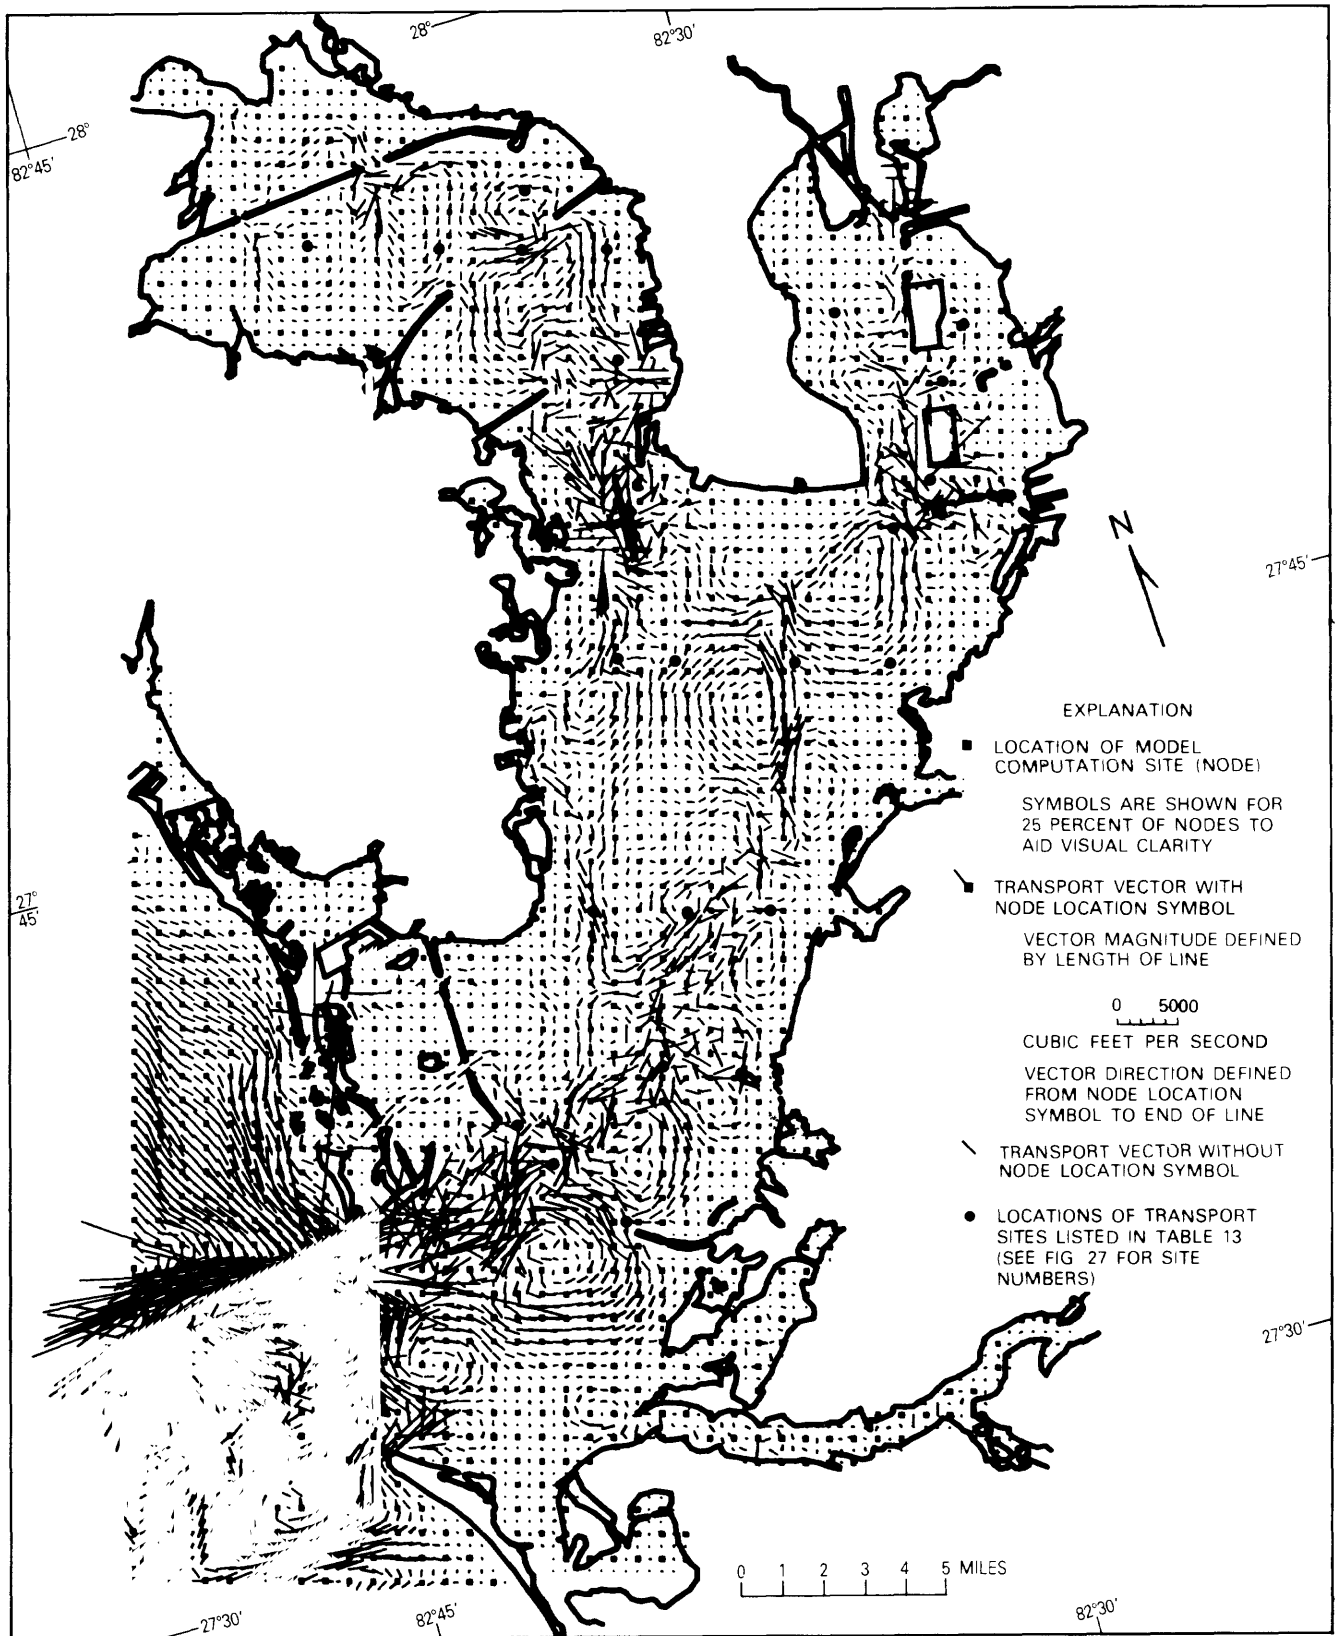 28°
82°30'
28°
82°45'
N
27°45'
EXPLANATION
LOCATION OF MODEL
COMPUTATION SITE (NODE)
SYMBOLS ARE SHOWN FOR
25 PERCENT OF NODES TO
AID VISUAL CLARITY
TRANSPORT VECTOR WITH
NODE LOCATION SYMBOL
VECTOR MAGNITUDE DEFINED
BY LENGTH OF LINE
0 5000
CUBIC FEET PER SECOND
VECTOR DIRECTION DEFINED
FROM NODE LOCATION
SYMBOL TO END OF LINE
TRANSPORT VECTOR WITHOUT
NODE LOCATION SYMBOL
LOCATIONS OF TRANSPORT
SITES LISTED IN TABLE 13
(SEE FIG 27 FOR SITE
NUMBERS)
27°
45'
27°30'
0 1 2 3 4 5 MILES
27°30'
82°45'
82°30'